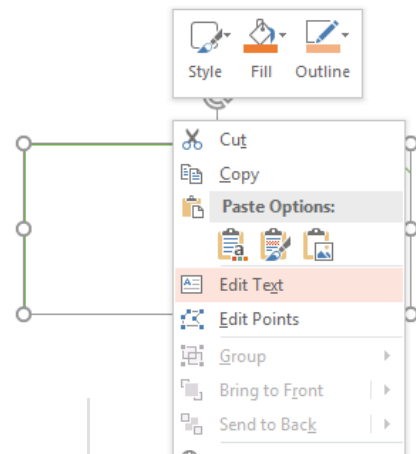 Style Fill Outline
Cut
Copy
Paste Options:
Edit Text
Edit Points
Group
Bring to Front
Send to Back